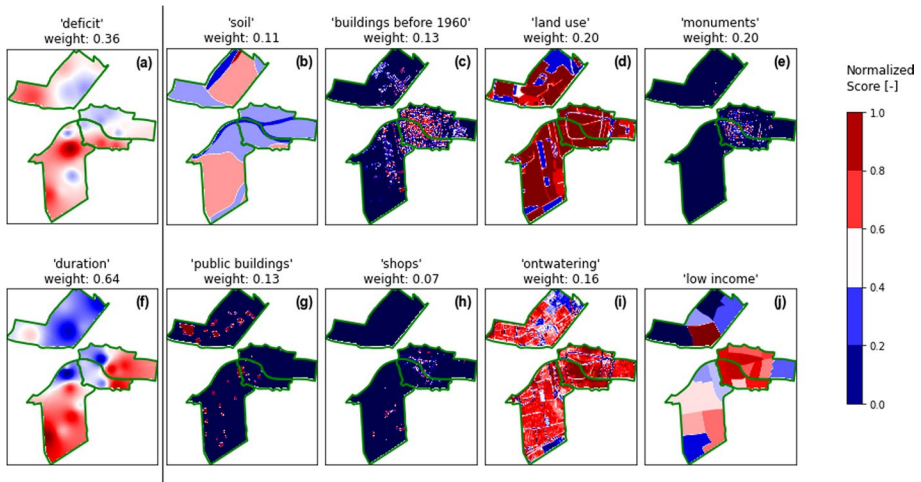 'deficit'
weight: 0.36
(a)
'soil'
weight: 0.11
(b)
'buildings before 1960'
weight: 0.13
(c)
'land use'
weight: 0.20
(d)
'monuments'
weight: 0.20
(e)
'duration'
weight: 0.64
(f)
'public buildings'
weight: 0.13
(g)
'shops'
weight: 0.07
(h)
'ontwatering'
weight: 0.16
(i)
'low income'
(j)
Normalized
Score [-]
1.0
0.8
0.6
0.4
0.2
0.0